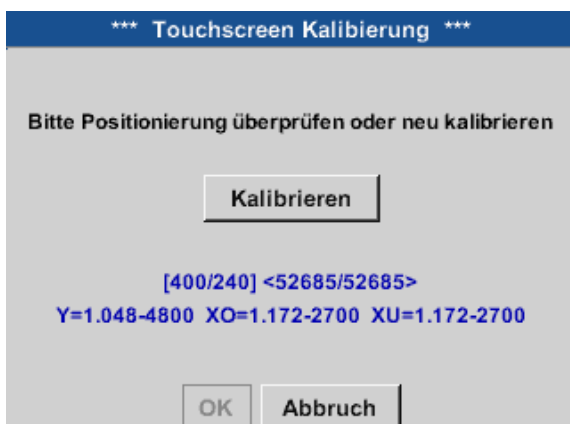 *** Touchscreen Kalibierung ***
Bitte Positionierung überprüfen oder neu kalibrieren
Kalibrieren
[400/240] <52685/52685>
Y=1.048-4800 XO=1.172-2700 XU=1.172-2700
OK Abbruch